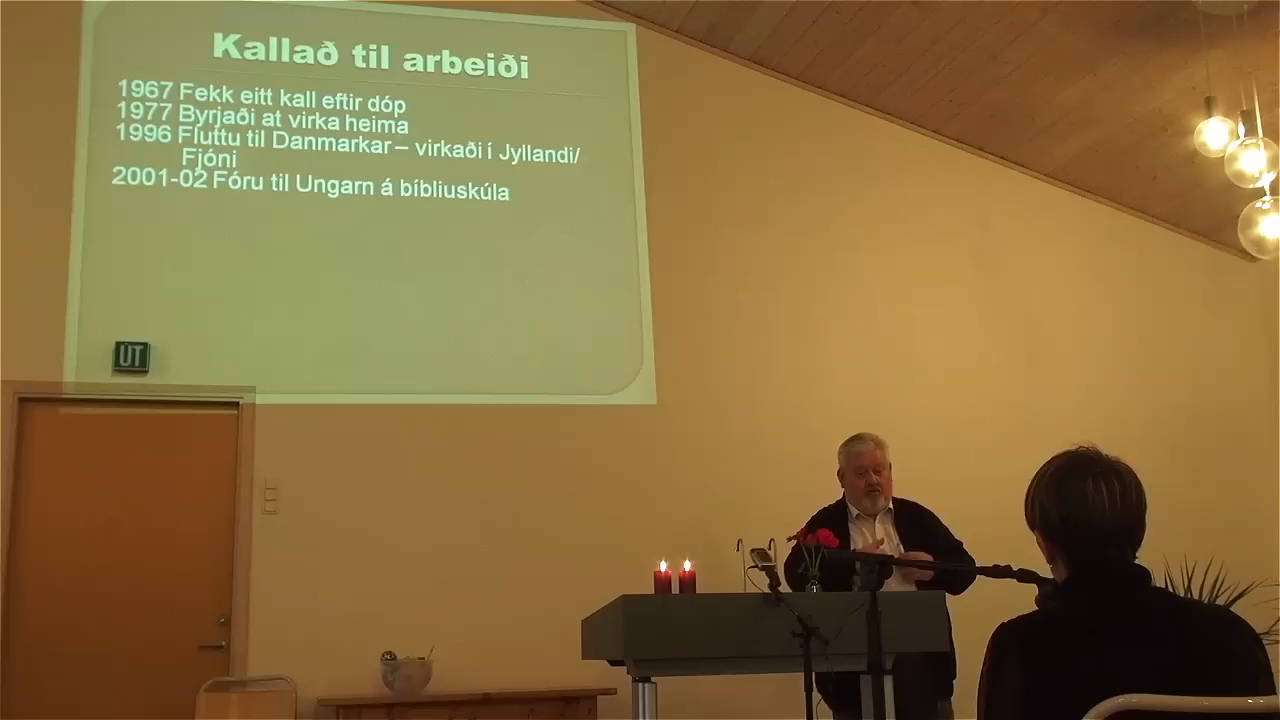 Kallað til arbeiði
1967 Fekk eitt kall eftir dóp
1977 Byrjaði at virka heima
1996 Fluttu til Danmarkar – virkaði í Jyllandi/
Fjóni
2001-02 Fóru til Ungarn á bíbliuskúla
ÚT